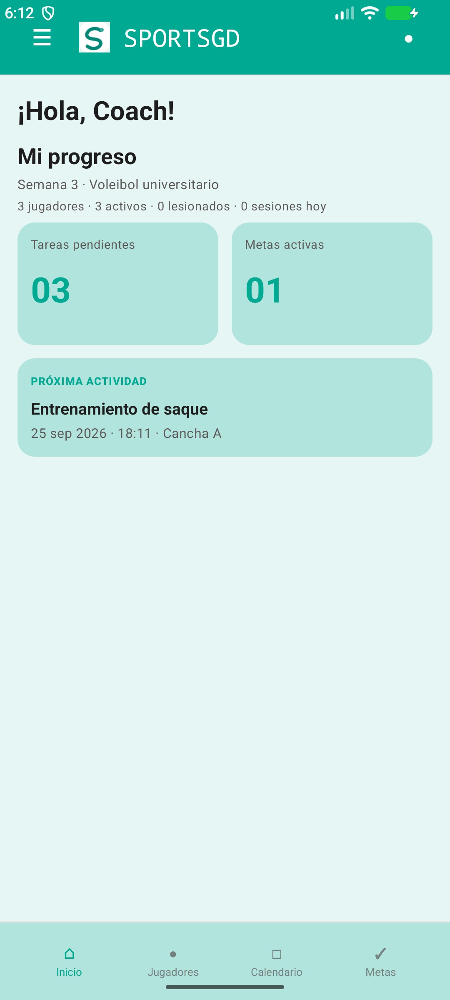 6:12
SPORTSGD
¡Hola, Coach!
Mi progreso
Semana 3 · Voleibol universitario
3 jugadores · 3 activos · 0 lesionados · 0 sesiones hoy
Tareas pendientes
03
Metas activas
01
PRÓXIMA ACTIVIDAD
Entrenamiento de saque
25 sep 2026 · 18:11 · Cancha A
Inicio
Jugadores
Calendario
Metas